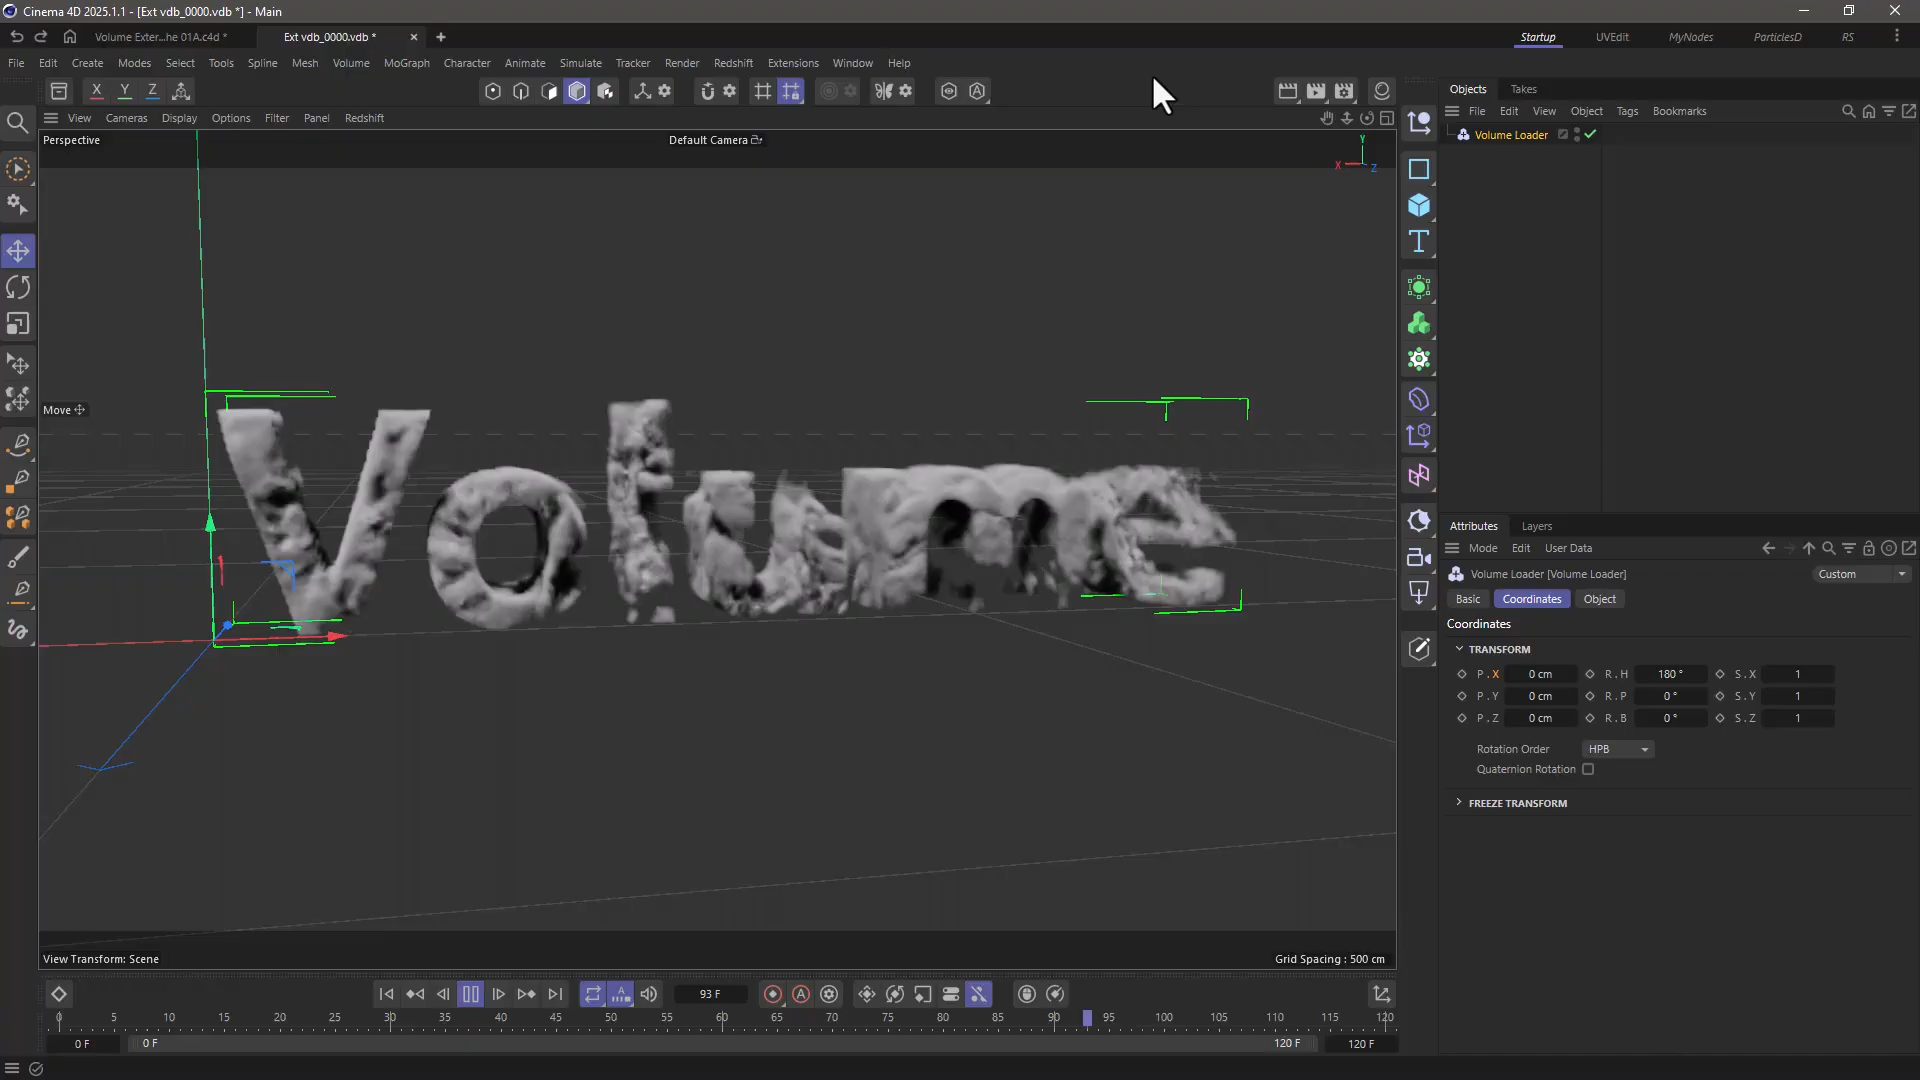 Cinema 4D 2025.1.1 - [Ext vdb_0000.vdb *] - Main
Volume Exter...he 01A.c4d *
Ext vdb_0000.vdb *
Startup
UVEdit
MyNodes
ParticlesD
RS
File Edit Create Modes Select Tools Spline Mesh Volume MoGraph Character Animate Simulate Tracker Render Redshift Extensions Window Help
X Y Z
Objects Takes
View Cameras Display Options Filter Panel Redshift
File Edit View Object Tags Bookmarks
Perspective
Default Camera
Y
X
Z
Volume Loader
Move
Volume
Attributes Layers
Mode Edit User Data
Volume Loader [Volume Loader]
Custom
Basic Coordinates Object
Coordinates
TRANSFORM
P . X 0 cm R . H 180 ° S . X 1
P . Y 0 cm R . P 0 ° S . Y 1
P . Z 0 cm R . B 0 ° S . Z 1
Rotation Order HPB
Quaternion Rotation
FREEZE TRANSFORM
View Transform: Scene
Grid Spacing : 500 cm
93 F
0 5 10 15 20 25 30 35 40 45 50 55 60 65 70 75 80 85 90 95 100 105 110 115 120
0 F
0 F
120 F
120 F